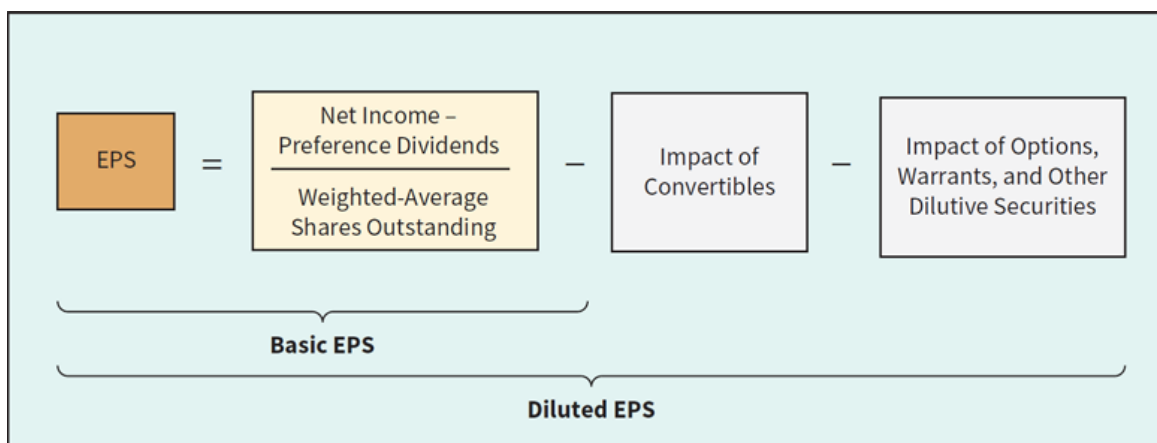 EPS
=
Net Income –
Preference Dividends
Weighted-Average
Shares Outstanding
–
Impact of
Convertibles
–
Impact of Options,
Warrants, and Other
Dilutive Securities
Basic EPS
Diluted EPS